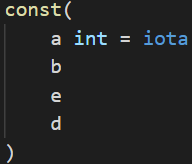 const(
    a int = iota
    b
    e
    d
)